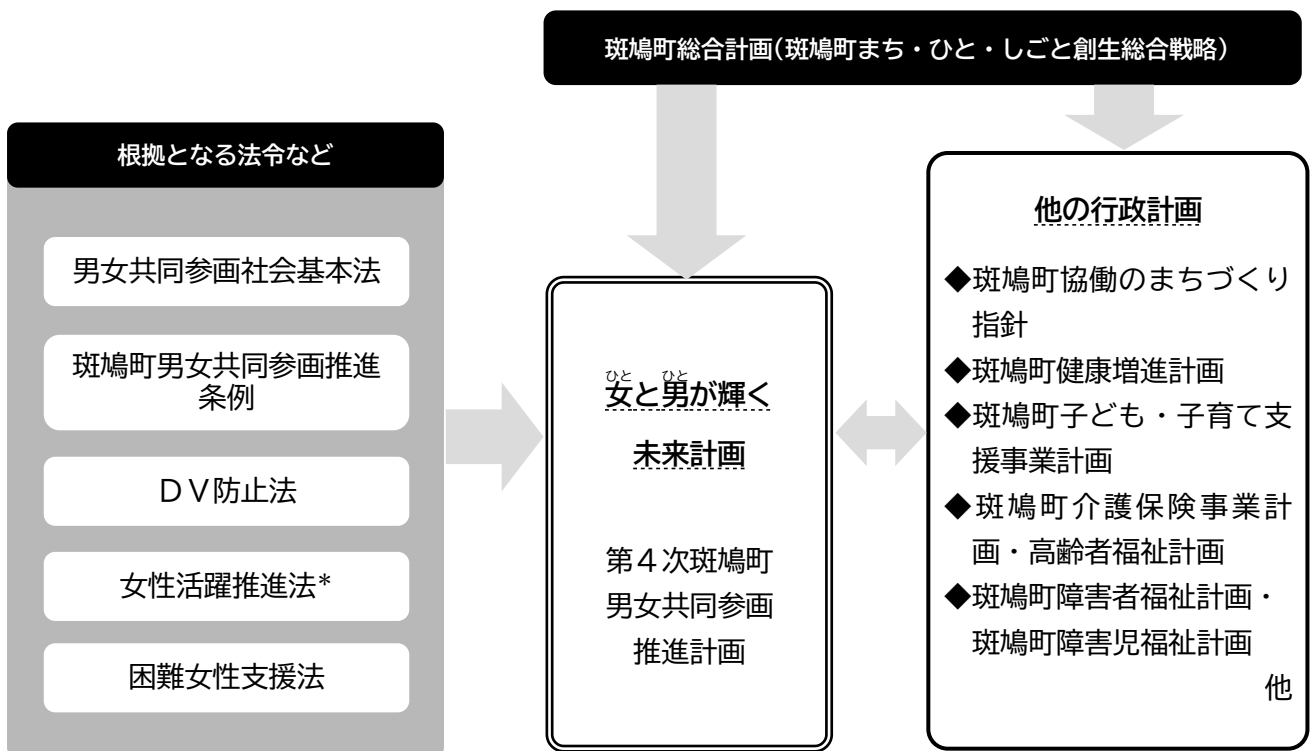 斑鳩町総合計画(斑鳩町まち・ひと・しごと創生総合戦略)
根拠となる法令など
男女共同参画社会基本法
斑鳩町男女共同参画推進
条例
DV防止法
女性活躍推進法*
困難女性支援法
ひと ひと
女と男が輝く
未来計画
第4次斑鳩町
男女共同参画
推進計画
他の行政計画
◆斑鳩町協働のまちづくり
指針
◆斑鳩町健康増進計画
◆斑鳩町子ども・子育て支
援事業計画
◆斑鳩町介護保険事業計
画・高齢者福祉計画
◆斑鳩町障害者福祉計画・
斑鳩町障害児福祉計画
他